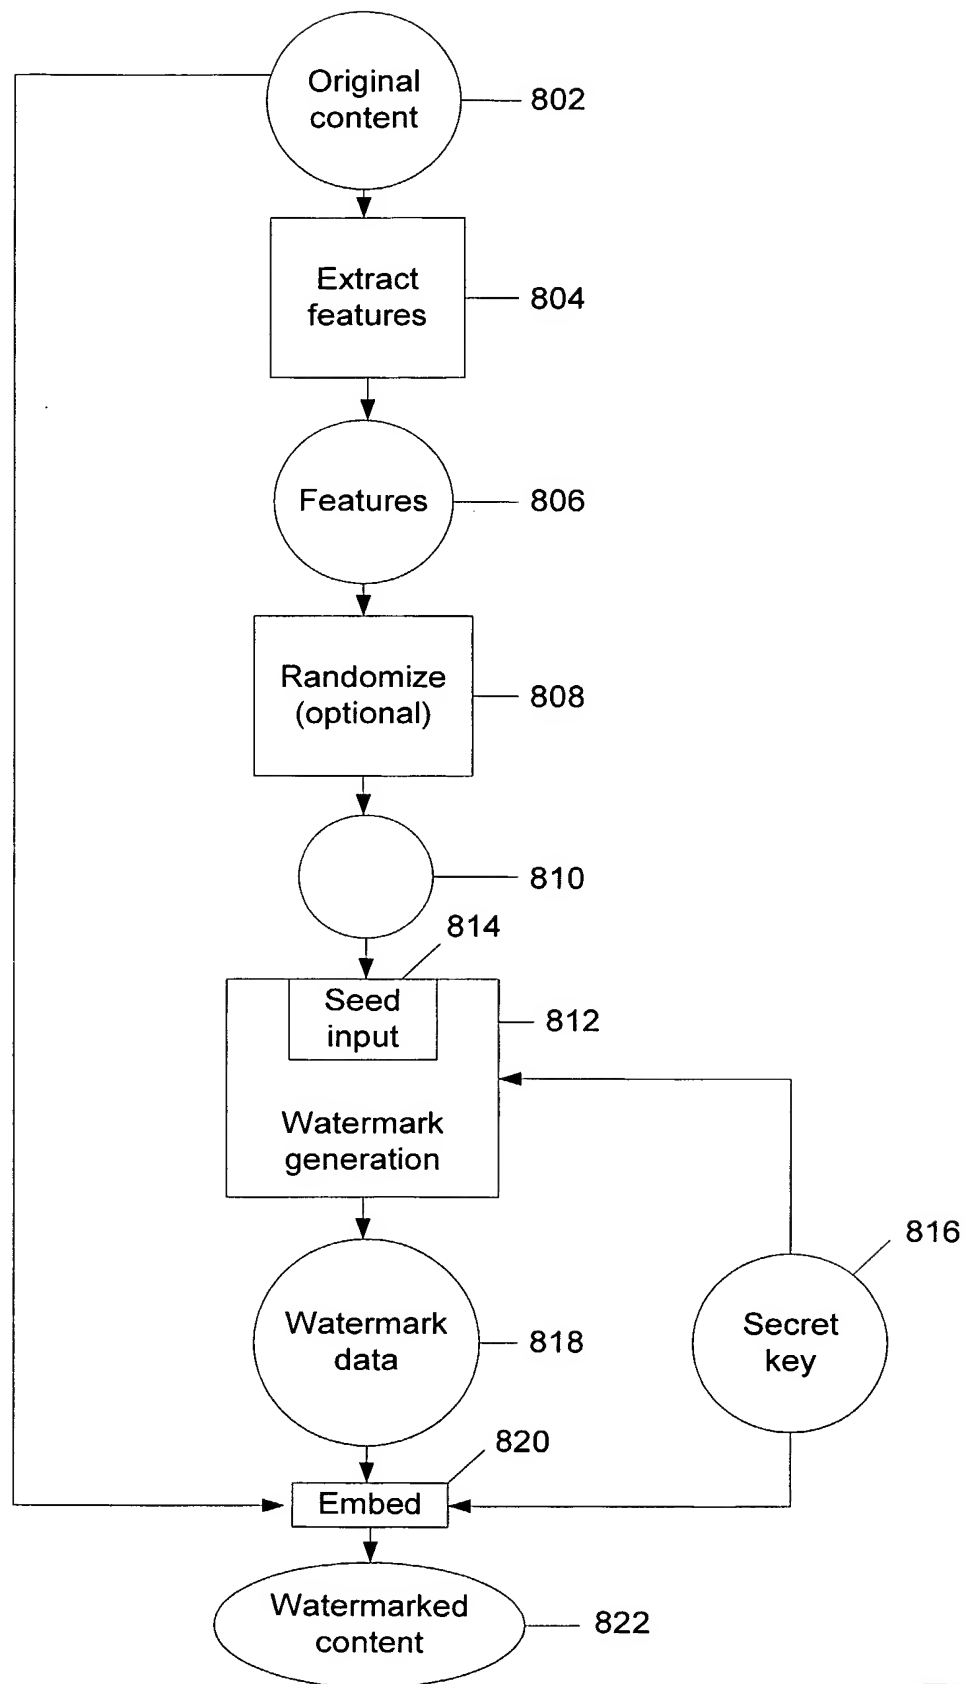 Original
content
802
Extract
features
804
Features
806
Randomize
(optional)
808
810
814
Seed
input
812
Watermark
generation
816
Watermark
data
818
Secret
key
820
Embed
Watermarked
content
822